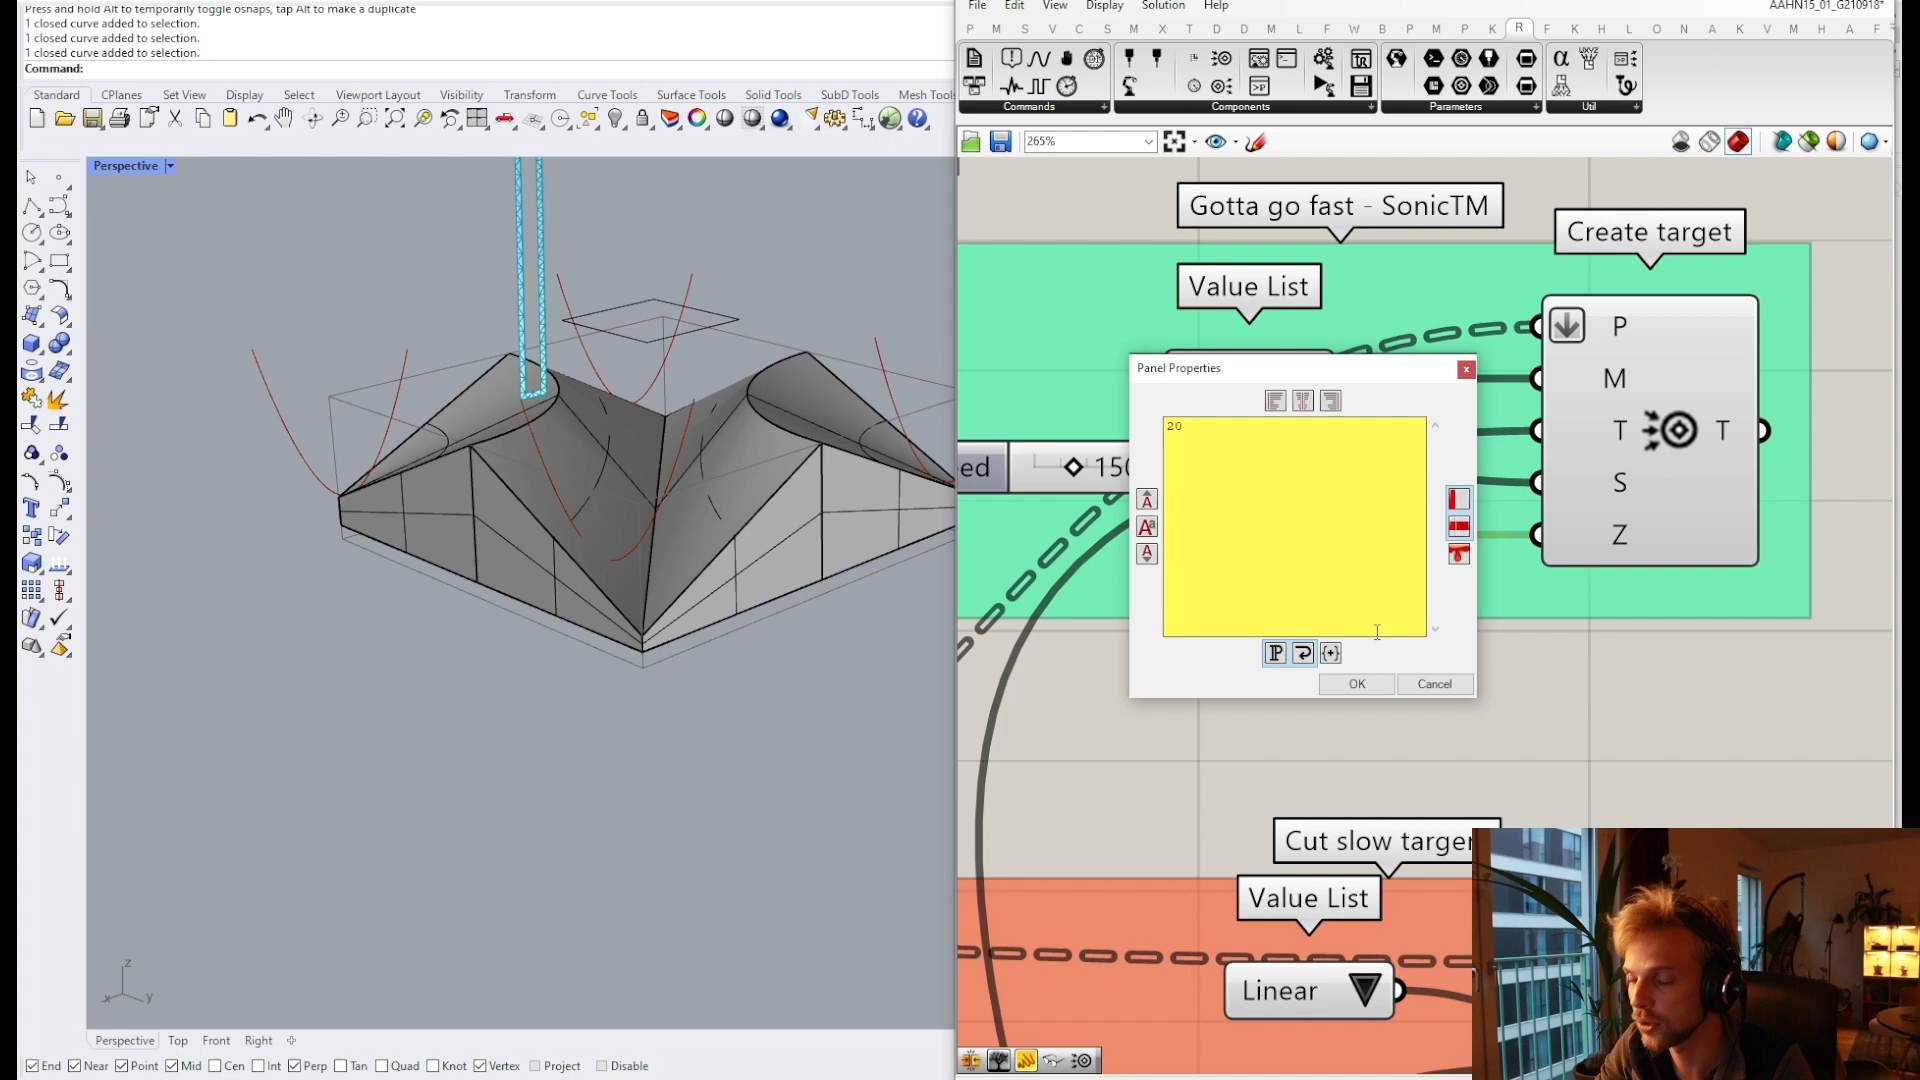 Press and hold Alt to temporarily toggle osnaps, tap Alt to make a duplicate
1 closed curve added to selection.
1 closed curve added to selection.
1 closed curve added to selection.
Command:
Standard CPlanes Set View Display Select Viewport Layout Visibility Transform Curve Tools Surface Tools Solid Tools SubD Tools Mesh Tools
Perspective
z
x y
Perspective Top Front Right
End Near Point Mid Cen Int Perp Tan Quad Knot Vertex Project Disable
File Edit View Display Solution Help
AAHN15_01_G210918*
P M S V C S M X T D D M L F W B P M P K R F K H L O N A K V M H A F
Commands Components Parameters Util
265%
Gotta go fast - SonicTM
Create target
Value List
P
M
T T
S
Z
ed 150
Panel Properties
20
OK Cancel
Cut slow targe
Value List
Linear